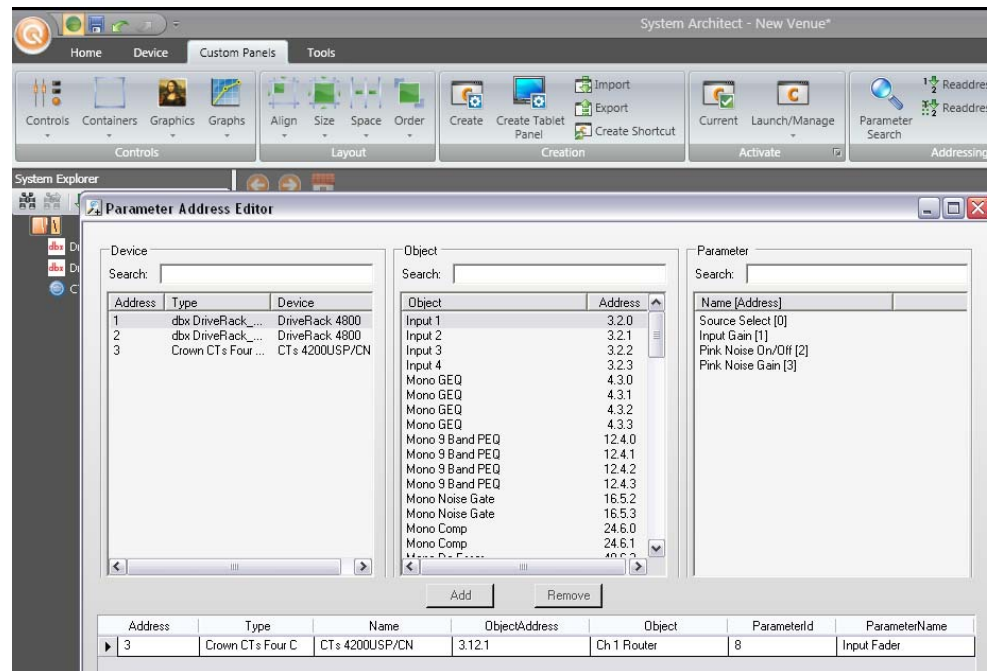 System Architect - New Venue*
Home Device Custom Panels Tools
Controls Containers Graphics Graphs Align Size Space Order Create Create Tablet Panel Import Export Create Shortcut Current Launch/Manage Parameter Search Readdre Readdre
Controls Layout Creation Activate Addressing
System Explorer
Parameter Address Editor
Device Object Parameter
Search: Search: Search:
Address Type Device Object Address Name [Address]
1 dbx DriveRack_... DriveRack 4800 Input 1 3.2.0 Source Select [0]
2 dbx DriveRack_... DriveRack 4800 Input 2 3.2.1 Input Gain [1]
3 Crown CTs Four ... CTs 4200USP/CN Input 3 3.2.2 Pink Noise On/Off [2]
Input 4 3.2.3 Pink Noise Gain [3]
Mono GEQ 4.3.0
Mono GEQ 4.3.1
Mono GEQ 4.3.2
Mono GEQ 4.3.3
Mono 9 Band PEQ 12.4.0
Mono 9 Band PEQ 12.4.1
Mono 9 Band PEQ 12.4.2
Mono 9 Band PEQ 12.4.3
Mono Noise Gate 16.5.2
Mono Noise Gate 16.5.3
Mono Comp 24.6.0
Mono Comp 24.6.1
Add Remove
Address Type Name ObjectAddress Object ParameterId ParameterName
3 Crown CTs Four C CTs 4200USP/CN 3.12.1 Ch 1 Router 8 Input Fader